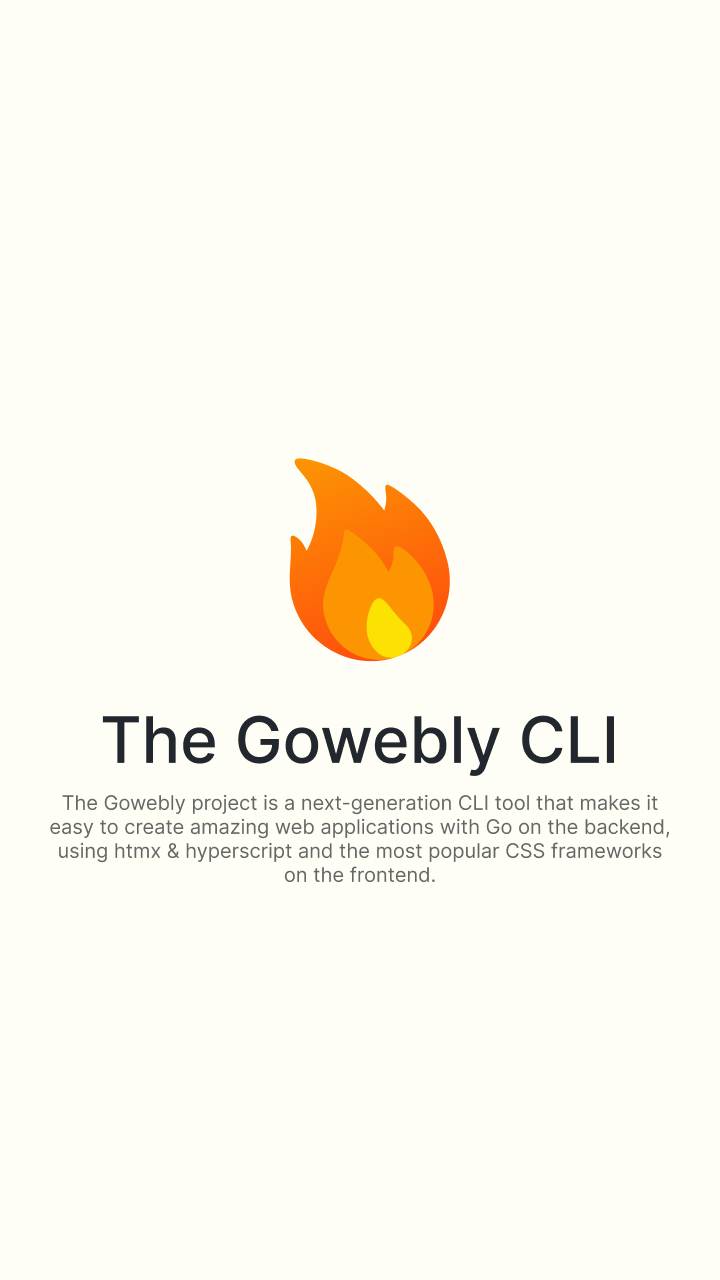 The Gowebly CLI
The Gowebly project is a next-generation CLI tool that makes it
easy to create amazing web applications with Go on the backend,
using htmx & hyperscript and the most popular CSS frameworks
on the frontend.